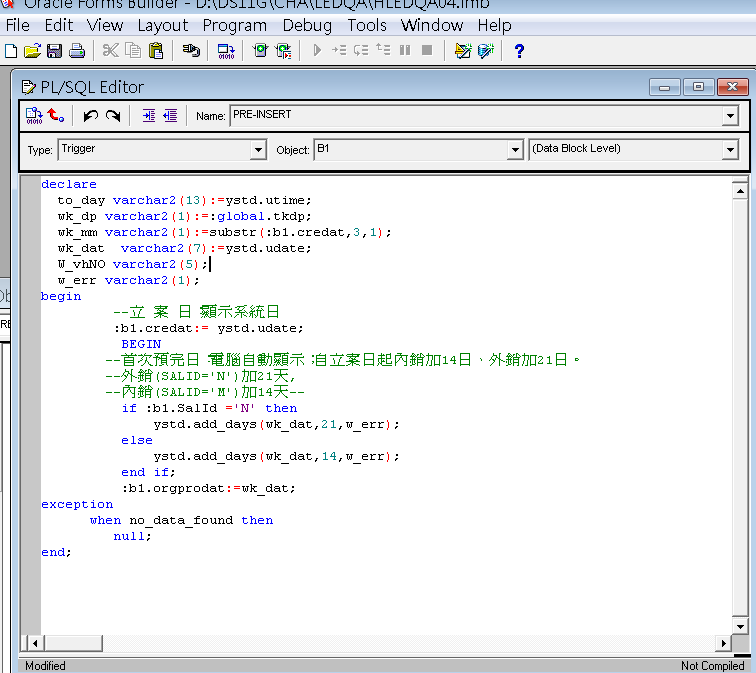 Oracle Forms Builder - D:\DS11G\CHA\LEDQA\HLEDQA04.fmb
File Edit View Layout Program Debug Tools Window Help
PL/SQL Editor
Name: PRE-INSERT
Type: Trigger Object: B1 (Data Block Level)
declare
to_day varchar2(13):=ystd.utime;
wk_dp varchar2(1):=:global.tkdp;
wk_mm varchar2(1):=substr(:b1.credat,3,1);
wk_dat varchar2(7):=ystd.udate;
W_vhNO varchar2(5);
w_err varchar2(1);
begin
--立 案 日 顯示系統日
:b1.credat:= ystd.udate;
BEGIN
--首次預完日:電腦自動顯示;自立案日起內銷加14日、外銷加21日。
--外銷(SALID='N')加21天,
--內銷(SALID='M')加14天--
if :b1.SalId ='N' then
ystd.add_days(wk_dat,21,w_err);
else
ystd.add_days(wk_dat,14,w_err);
end if;
:b1.orgprodat:=wk_dat;
exception
when no_data_found then
null;
end;
Modified Not Compiled